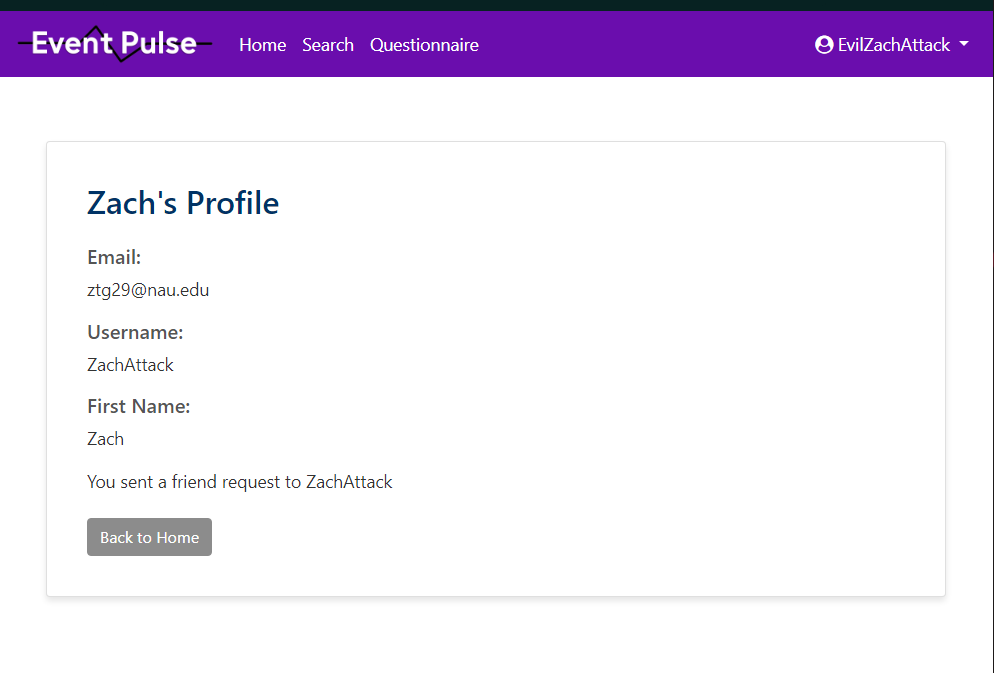 Event Pulse Home Search Questionnaire EvilZachAttack
Zach's Profile
Email:
ztg29@nau.edu
Username:
ZachAttack
First Name:
Zach
You sent a friend request to ZachAttack
Back to Home